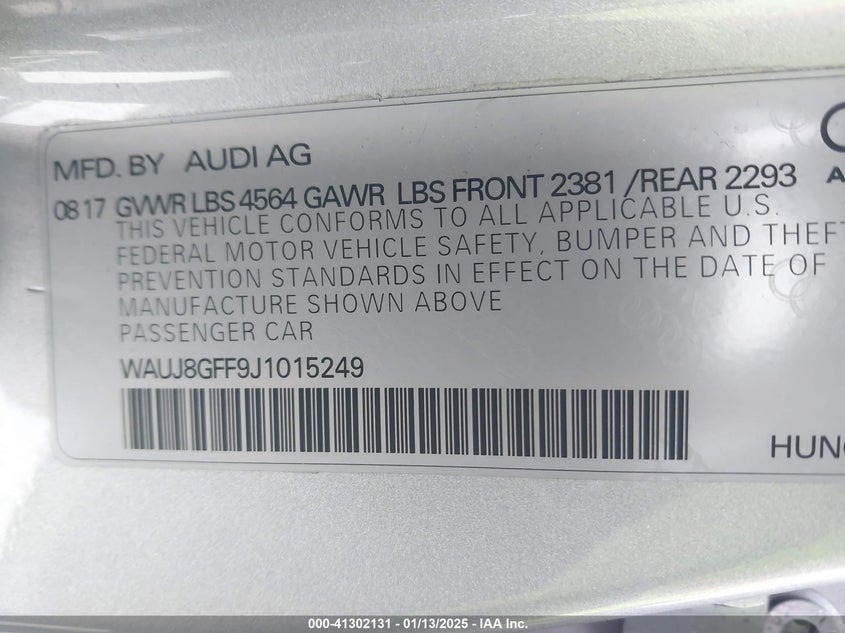 MFD. BY AUDI AG
0817 GVWR LBS 4564 GAWR LBS FRONT 2381 /REAR 2293
THIS VEHICLE CONFORMS TO ALL APPLICABLE U.S.
FEDERAL MOTOR VEHICLE SAFETY, BUMPER AND THEFT
PREVENTION STANDARDS IN EFFECT ON THE DATE OF
MANUFACTURE SHOWN ABOVE
PASSENGER CAR
WAUJ8GFF9J1015249
000-41302131 - 01/13/2025 - IAA Inc.